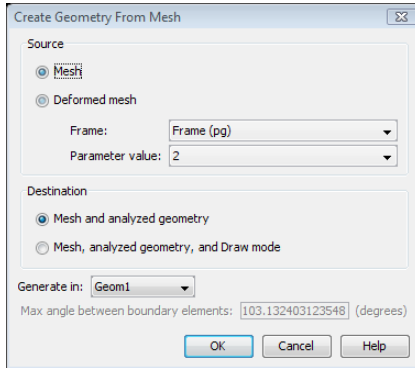 Create Geometry From Mesh
Source
Mesh
Deformed mesh
Frame: Frame (pg)
Parameter value: 2
Destination
Mesh and analyzed geometry
Mesh, analyzed geometry, and Draw mode
Generate in: Geom1
Max angle between boundary elements: 103.132403123548 (degrees)
OK Cancel Help